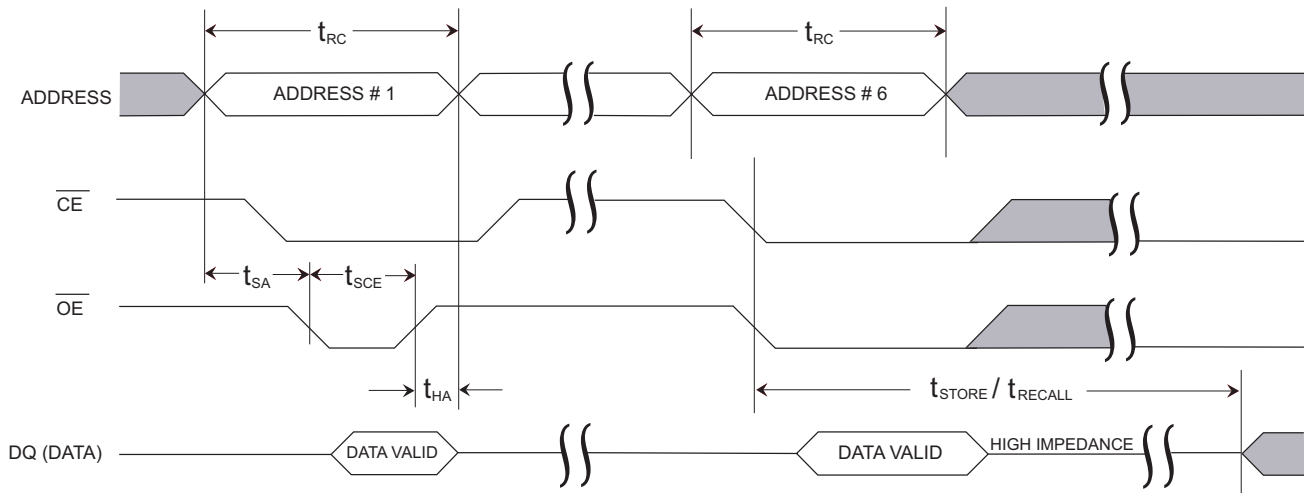 tRC tRC
ADDRESS ADDRESS # 1 ADDRESS # 6
CE
tSA tSCE
OE
tHA tSTORE / tRECALL
DQ (DATA) DATA VALID DATA VALID HIGH IMPEDANCE